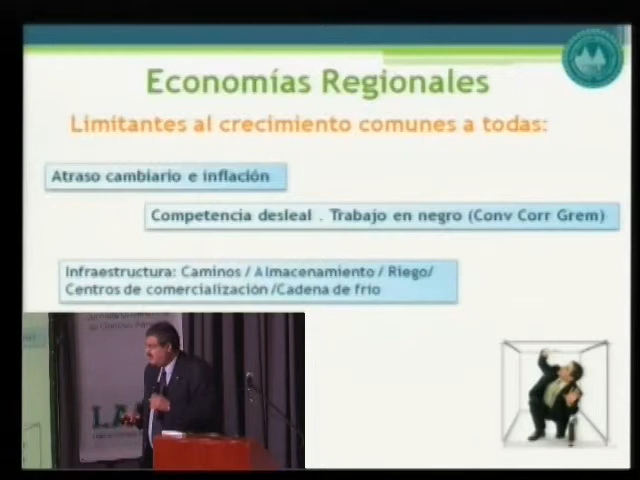 Economías Regionales
Limitantes al crecimiento comunes a todas:
Atraso cambiario e inflación
Competencia desleal . Trabajo en negro (Conv Corr Grem)
Infraestructura: Caminos / Almacenamiento / Riego/
Centros de comercialización /Cadena de frío